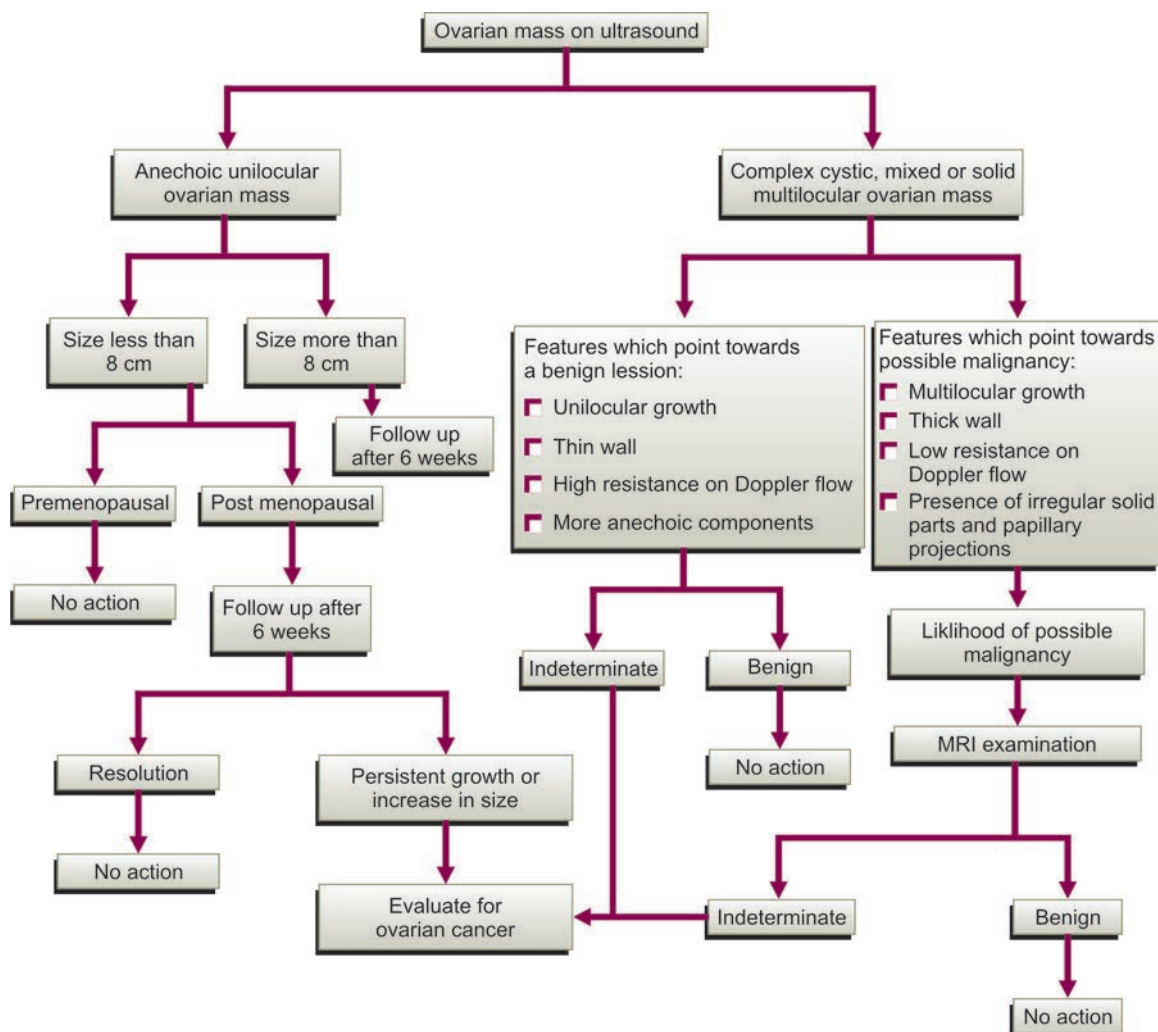 Ovarian mass on ultrasound
Anechoic unilocular
ovarian mass
Complex cystic, mixed or solid
multilocular ovarian mass
Size less than
8 cm
Size more than
8 cm
Follow up
after 6 weeks
Premenopausal
Post menopausal
No action
Follow up after
6 weeks
Resolution
No action
Persistent growth or
increase in size
Evaluate for
ovarian cancer
Features which point towards
a benign lession:
Unilocular growth
Thin wall
High resistance on Doppler flow
More anechoic components
Indeterminate
Benign
No action
Features which point towards
possible malignancy:
Multilocular growth
Thick wall
Low resistance on
Doppler flow
Presence of irregular solid
parts and papillary
projections
Liklihood of possible
malignancy
MRI examination
Indeterminate
Benign
No action